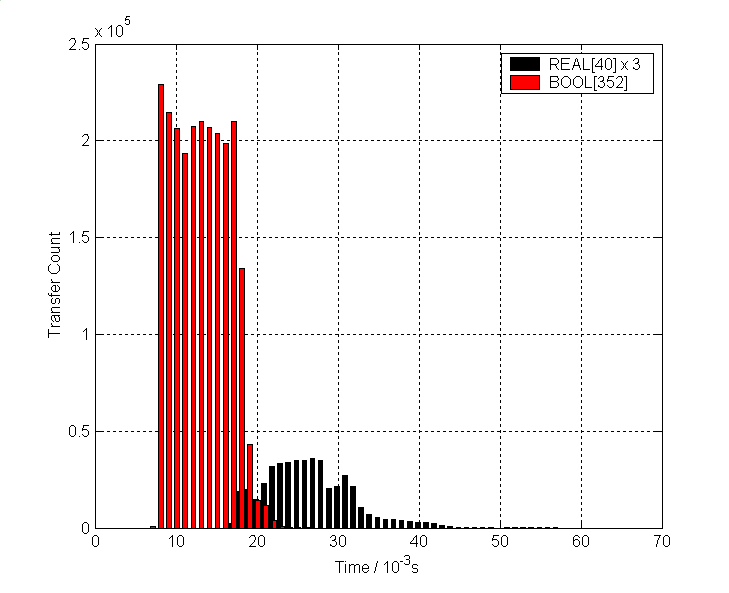 x 10^5
2.5
2
1.5
1
0.5
0
0 10 20 30 40 50 60 70
Transfer Count
Time / 10^-3s
REAL[40] x 3
BOOL[352]